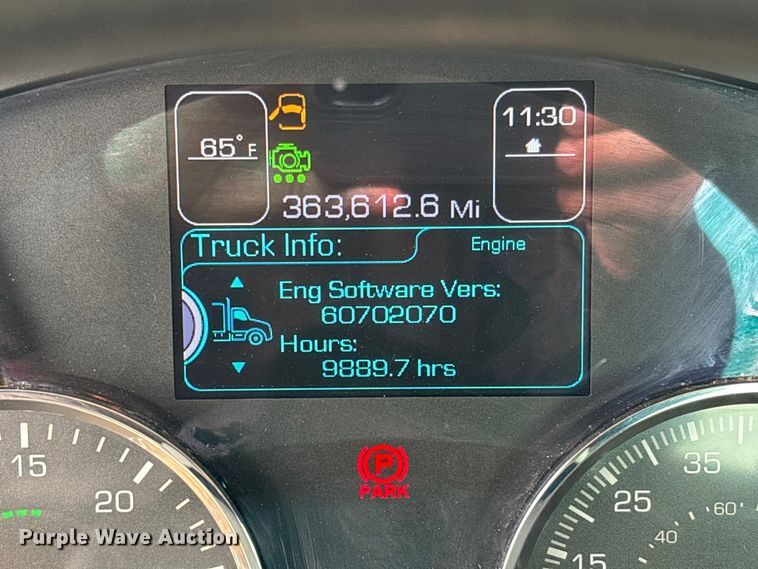 65°F
11:30
363,612.6 Mi
Truck Info:
Engine
Eng Software Vers:
60702070
Hours:
9889.7 hrs
P
PARK
15
20
15
25
35
40
60
Purple Wave Auction